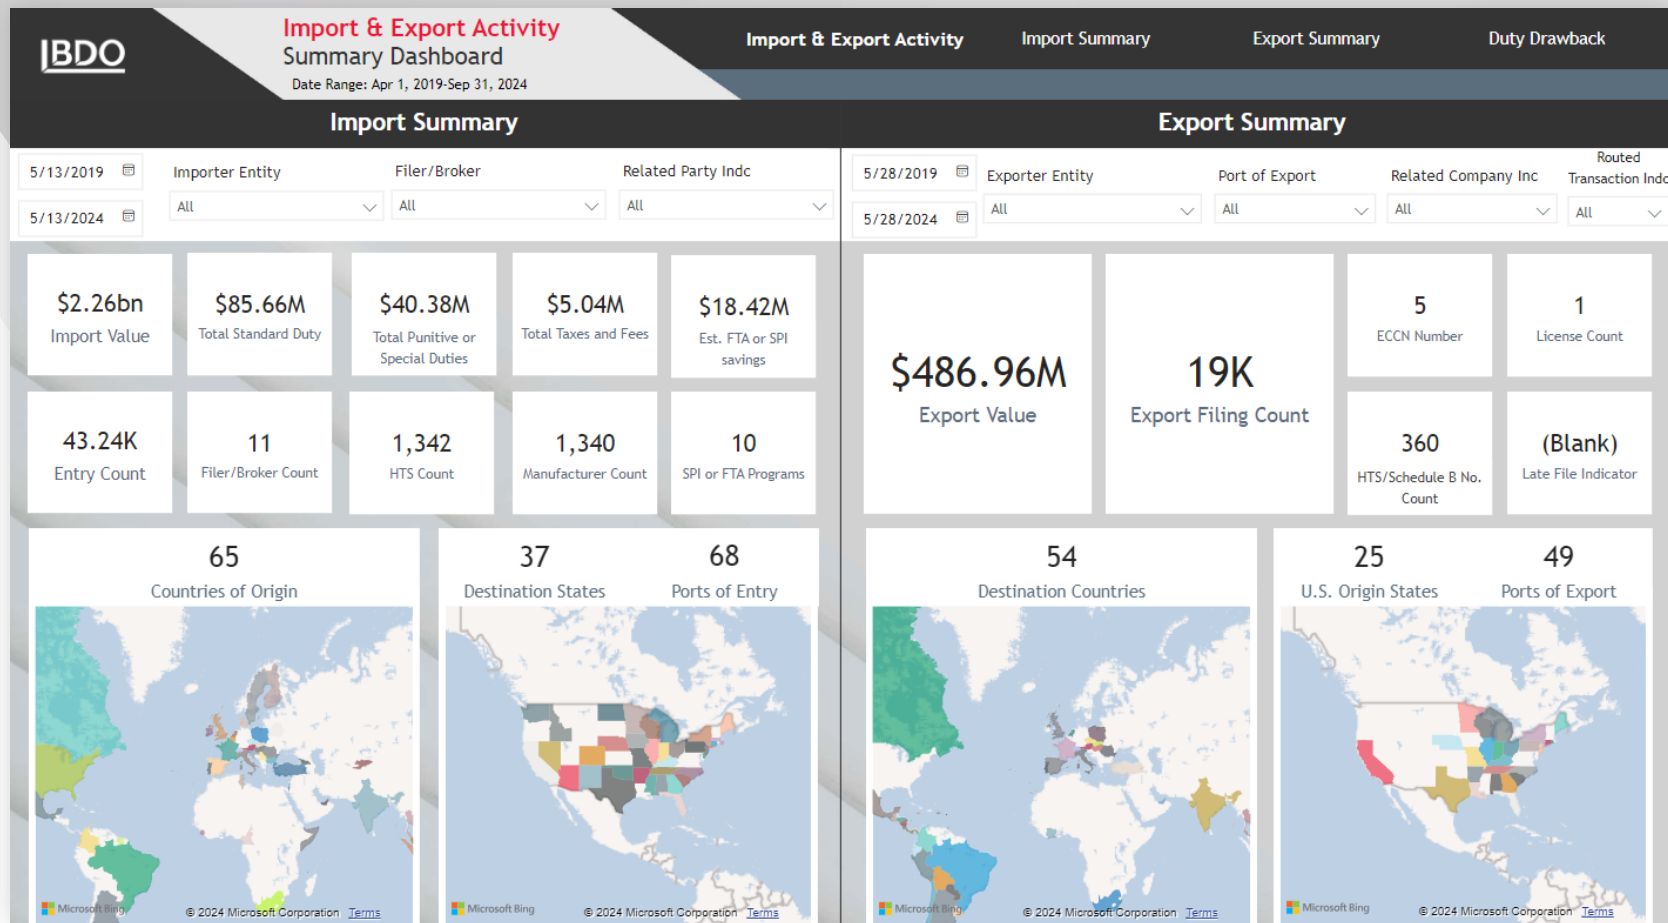 BDO
Import & Export Activity
Summary Dashboard
Date Range: Apr 1, 2019-Sep 31, 2024
Import & Export Activity
Import Summary
Export Summary
Duty Drawback
Import Summary
5/13/2019
5/13/2024
Importer Entity
All
Filer/Broker
All
Related Party Indc
All
$2.26bn
Import Value
$85.66M
Total Standard Duty
$40.38M
Total Punitive or
Special Duties
$5.04M
Total Taxes and Fees
$18.42M
Est. FTA or SPI
savings
43.24K
Entry Count
11
Filer/Broker Count
1,342
HTS Count
1,340
Manufacturer Count
10
SPI or FTA Programs
65
Countries of Origin
Microsoft Bing
© 2024 Microsoft Corporation Terms
37
Destination States
68
Ports of Entry
Microsoft Bing
© 2024 Microsoft Corporation Terms
Export Summary
5/28/2019
5/28/2024
Exporter Entity
All
Port of Export
All
Related Company Inc
All
Routed
Transaction Indc
All
$486.96M
Export Value
19K
Export Filing Count
5
ECCN Number
1
License Count
360
HTS/Schedule B No.
Count
(Blank)
Late File Indicator
54
Destination Countries
Microsoft Bing
© 2024 Microsoft Corporation Terms
25
U.S. Origin States
49
Ports of Export
Microsoft Bing
© 2024 Microsoft Corporation Terms